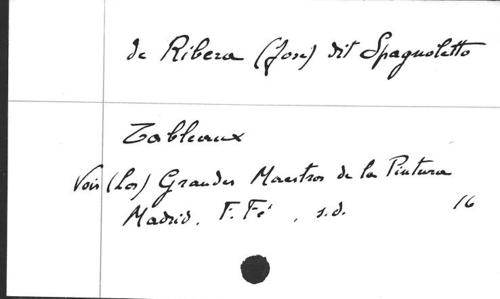 de Ribera (Jose) dit Spagnoletto
Tableaux
Voir (Los) Grandes Maestros de la Pintura
Madrid, F. Fé, s.d. 16